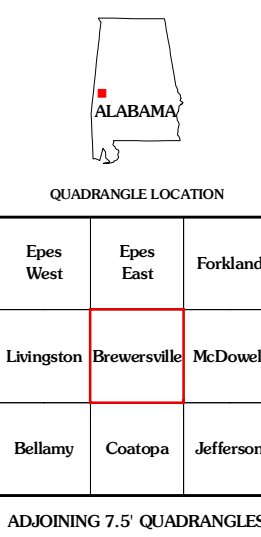 ALABAMA
QUADRANGLE LOCATION
Epes
West
Epes
East
Forkland
Livingston
Brewersville
McDowel
Bellamy
Coatopa
Jefferson
ADJOINING 7.5' QUADRANGLES